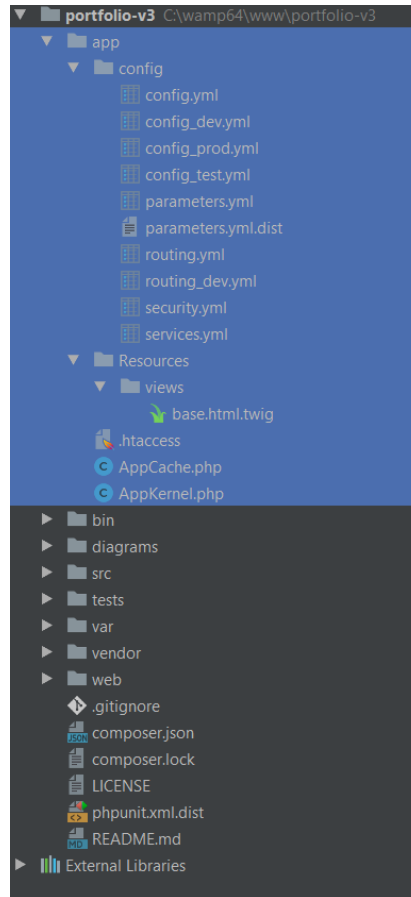 portfolio-v3 C:\wamp64\www\portfolio-v3
app
config
config.yml
config_dev.yml
config_prod.yml
config_test.yml
parameters.yml
parameters.yml.dist
routing.yml
routing_dev.yml
security.yml
services.yml
Resources
views
base.html.twig
.htaccess
C AppCache.php
C AppKernel.php
bin
diagrams
src
tests
var
vendor
web
.gitignore
JSON composer.json
composer.lock
LICENSE
phpunit.xml.dist
MD README.md
External Libraries